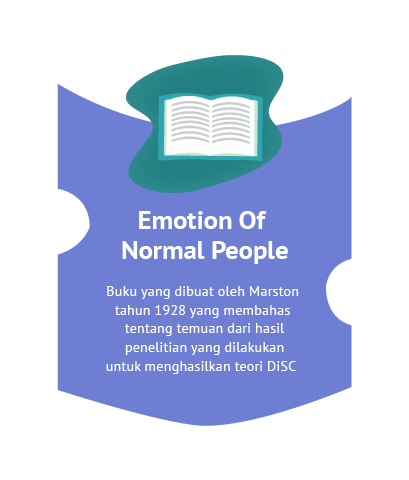 Emotion Of
Normal People
Buku yang dibuat oleh Marston
tahun 1928 yang membahas
tentang temuan dari hasil
penelitian yang dilakukan
untuk menghasilkan teori DiSC